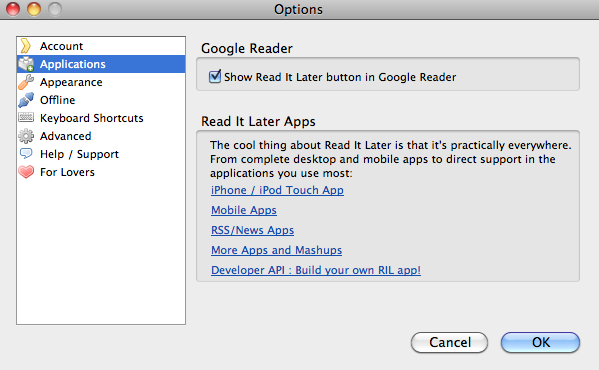 Options
Account
Applications
Appearance
Offline
Keyboard Shortcuts
Advanced
Help / Support
For Lovers
Google Reader
Show Read It Later button in Google Reader
Read It Later Apps
The cool thing about Read It Later is that it's practically everywhere.
From complete desktop and mobile apps to direct support in the
applications you use most:
iPhone / iPod Touch App
Mobile Apps
RSS/News Apps
More Apps and Mashups
Developer API : Build your own RIL app!
Cancel
OK